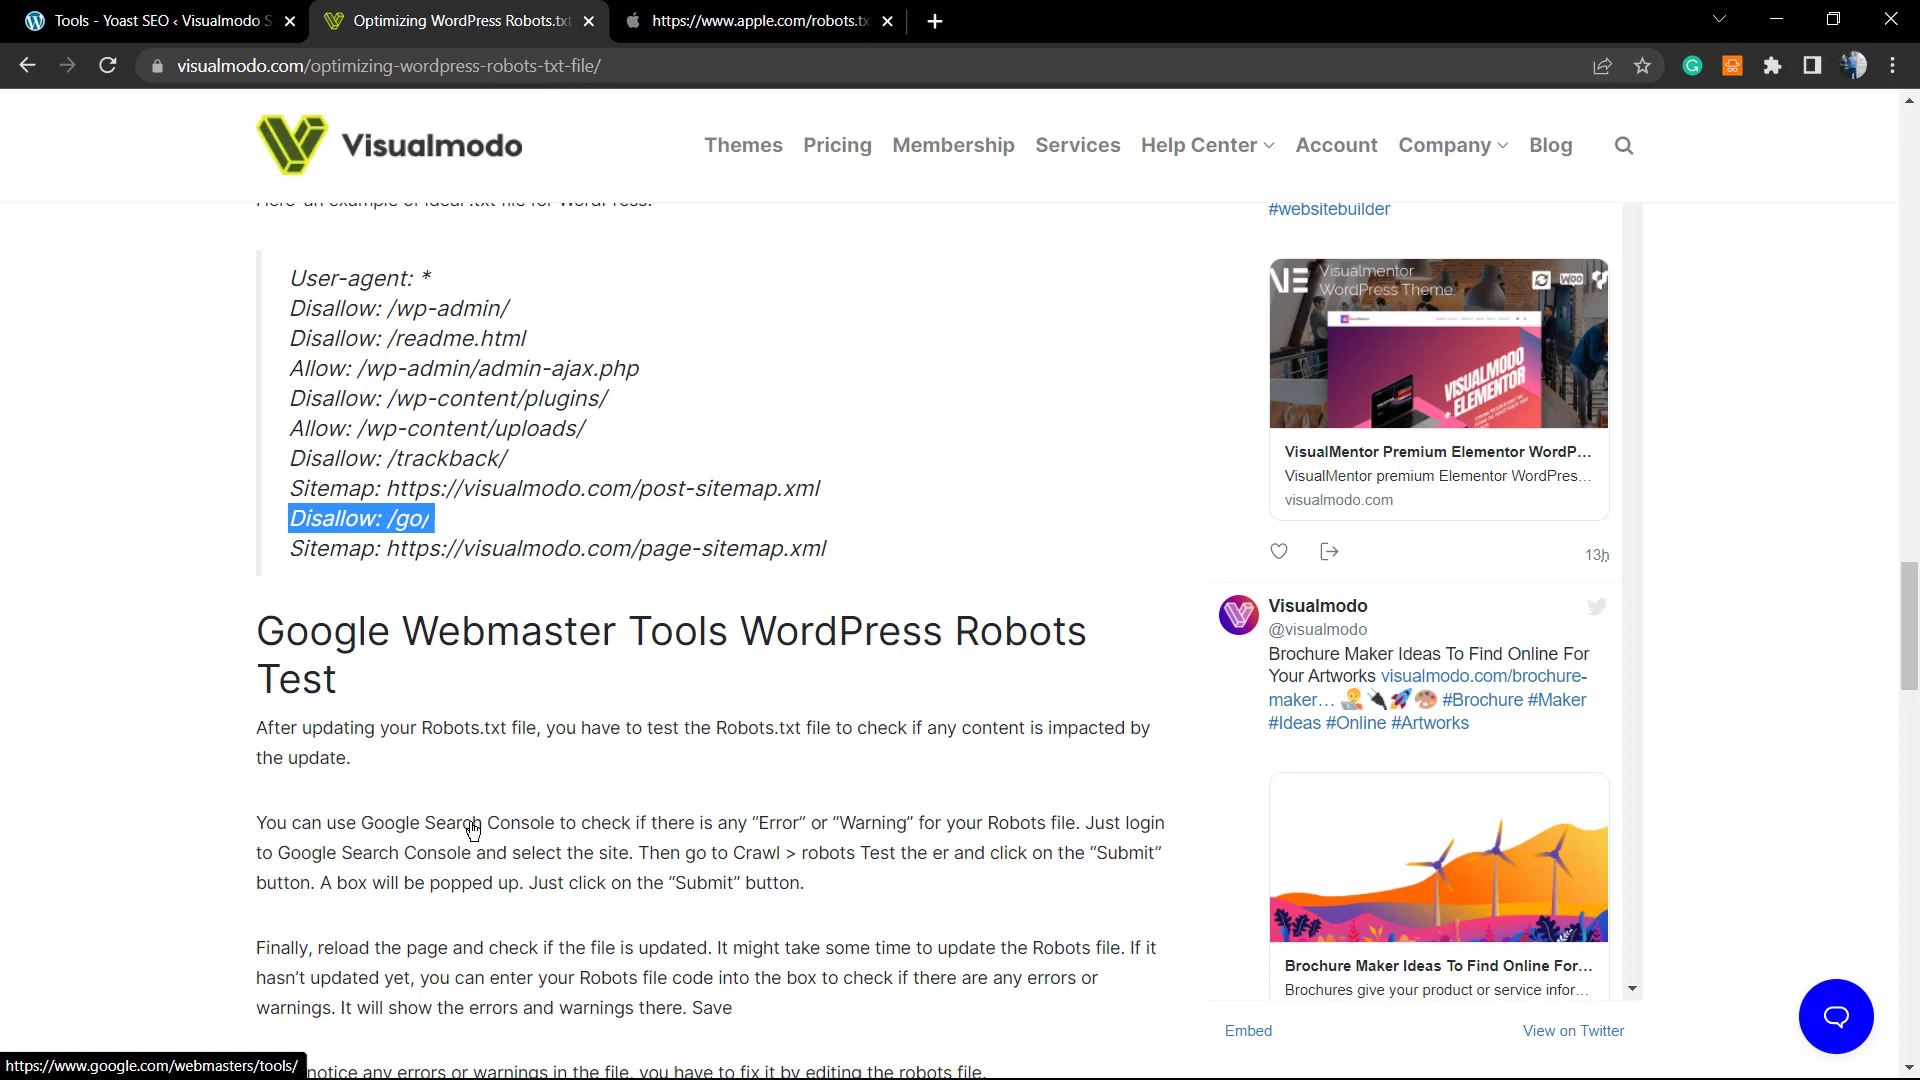 Tools - Yoast SEO ‹ Visualmodo S
Optimizing WordPress Robots.txt
https://www.apple.com/robots.tx
visualmodo.com/optimizing-wordpress-robots-txt-file/
Visualmodo
Themes Pricing Membership Services Help Center Account Company Blog
Here' an example of ideal .txt file for WordPress.
User-agent: *
Disallow: /wp-admin/
Disallow: /readme.html
Allow: /wp-admin/admin-ajax.php
Disallow: /wp-content/plugins/
Allow: /wp-content/uploads/
Disallow: /trackback/
Sitemap: https://visualmodo.com/post-sitemap.xml
Disallow: /go/
Sitemap: https://visualmodo.com/page-sitemap.xml
Google Webmaster Tools WordPress Robots
Test
After updating your Robots.txt file, you have to test the Robots.txt file to check if any content is impacted by
the update.
You can use Google Search Console to check if there is any “Error” or “Warning” for your Robots file. Just login
to Google Search Console and select the site. Then go to Crawl > robots Test the er and click on the “Submit”
button. A box will be popped up. Just click on the “Submit” button.
Finally, reload the page and check if the file is updated. It might take some time to update the Robots file. If it
hasn’t updated yet, you can enter your Robots file code into the box to check if there are any errors or
warnings. It will show the errors and warnings there. Save
notice any errors or warnings in the file, you have to fix it by editing the robots file.
https://www.google.com/webmasters/tools/
#websitebuilder
NE Visualmentor
WordPress Theme
WOO
VISUALMODO
+ ELEMENTOR
VisualMentor Premium Elementor WordP...
VisualMentor premium Elementor WordPres...
visualmodo.com
13h
Visualmodo
@visualmodo
Brochure Maker Ideas To Find Online For
Your Artworks visualmodo.com/brochure-
maker… #Brochure #Maker
#Ideas #Online #Artworks
Brochure Maker Ideas To Find Online For...
Brochures give your product or service infor...
Embed View on Twitter